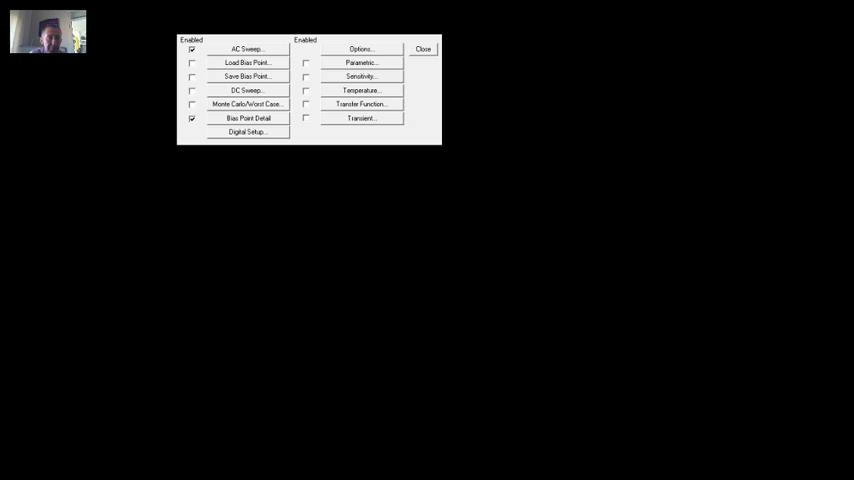 Enabled Enabled
AC Sweep... Options... Close
Load Bias Point... Parametric...
Save Bias Point... Sensitivity...
DC Sweep... Temperature...
Monte Carlo/Worst Case... Transfer Function...
Bias Point Detail Transient...
Digital Setup...